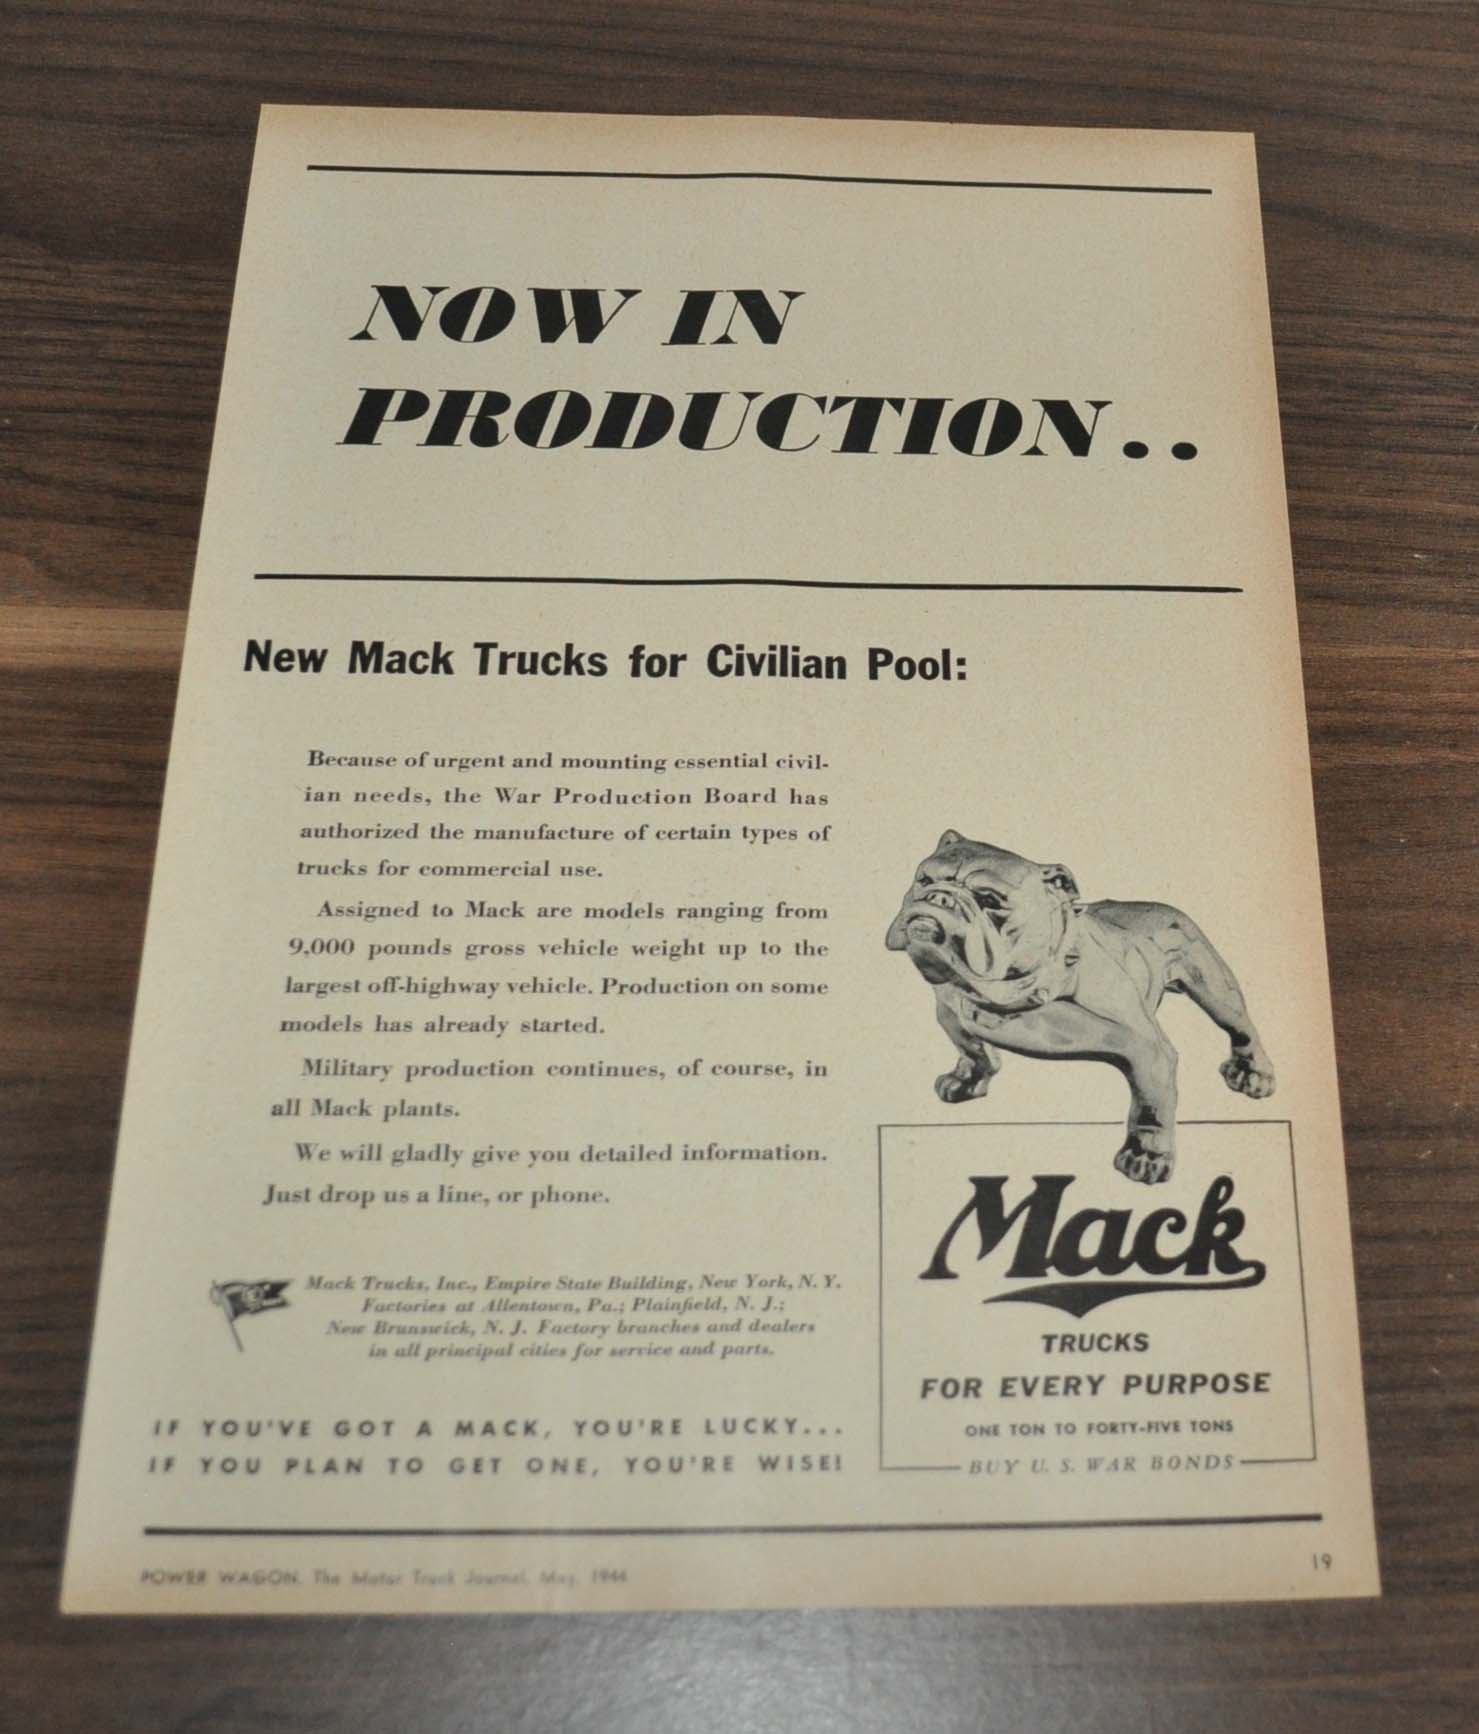 NOW IN
PRODUCTION..
New Mack Trucks for Civilian Pool:
Because of urgent and mounting essential civil-
ian needs, the War Production Board has
authorized the manufacture of certain types of
trucks for commercial use.
Assigned to Mack are models ranging from
9,000 pounds gross vehicle weight up to the
largest off-highway vehicle. Production on some
models has already started.
Military production continues, of course, in
all Mack plants.
We will gladly give you detailed information.
Just drop us a line, or phone.
Mack Trucks, Inc., Empire State Building, New York, N. Y.
Factories at Allentown, Pa.; Plainfield, N. J.;
New Brunswick, N. J. Factory branches and dealers
in all principal cities for service and parts.
IF YOU'VE GOT A MACK, YOU'RE LUCKY...
IF YOU PLAN TO GET ONE, YOU'RE WISE!
Mack
TRUCKS
FOR EVERY PURPOSE
ONE TON TO FORTY-FIVE TONS
BUY U. S. WAR BONDS
POWER WAGON, The Motor Truck Journal, May, 1944
19